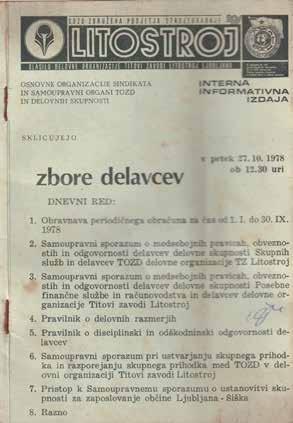 SOZD ZDRUŽENA PODJETJA STROJEGRADNJE
LITOSTROJ
GLASILO DELOVNE ORGANIZACIJE TITOVI ZAVODI LITOSTROJ LJUBLJANA
OSNOVNE ORGANIZACIJE SINDIKATA
IN SAMOUPRAVNI ORGANI TOZD
IN DELOVNIH SKUPNOSTI
INTERNA
INFORMATIVNA
IZDAJA
SKLICUJEJO
v petek 27. 10. 1978
ob 12.30 uri
zbore delavcev
DNEVNI RED:
1. Obravnava periodičnega obračuna za čas od 1. I. do 30. IX.
1978
2. Samoupravni sporazum o medsebojnih pravicah, obveznostih
in odgovornosti delavcev delovne skupnosti Skupnih
služb in delavcev TOZD delovne organizacije TZ Litostroj
3. Samoupravni sporazum o medsebojnih pravicah, obveznostih
in odgovornosti delavcev delovne skupnosti Posebne
finančne službe in računovodstva in delavcev delovne organizacije
Titovi zavodi Litostroj
4. Pravilnik o delovnih razmerjih
5. Pravilnik o disciplinski in odškodninski odgovornosti delavcev
6. Samoupravni sporazum pri ustvarjanju skupnega prihodka
in razporejanju skupnega prihodka med TOZD v delovni
organizaciji Titovi zavodi Litostroj
7. Pristop k Samoupravnemu sporazumu o ustanovitvi skupnosti
za zaposlovanje občine Ljubljana - Šiška
8. Razno